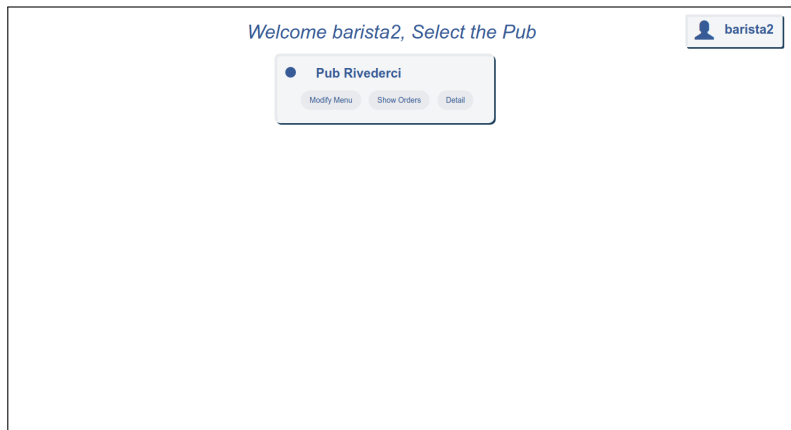 Welcome barista2, Select the Pub
barista2
Pub Rivederci
Modify Menu Show Orders Detail